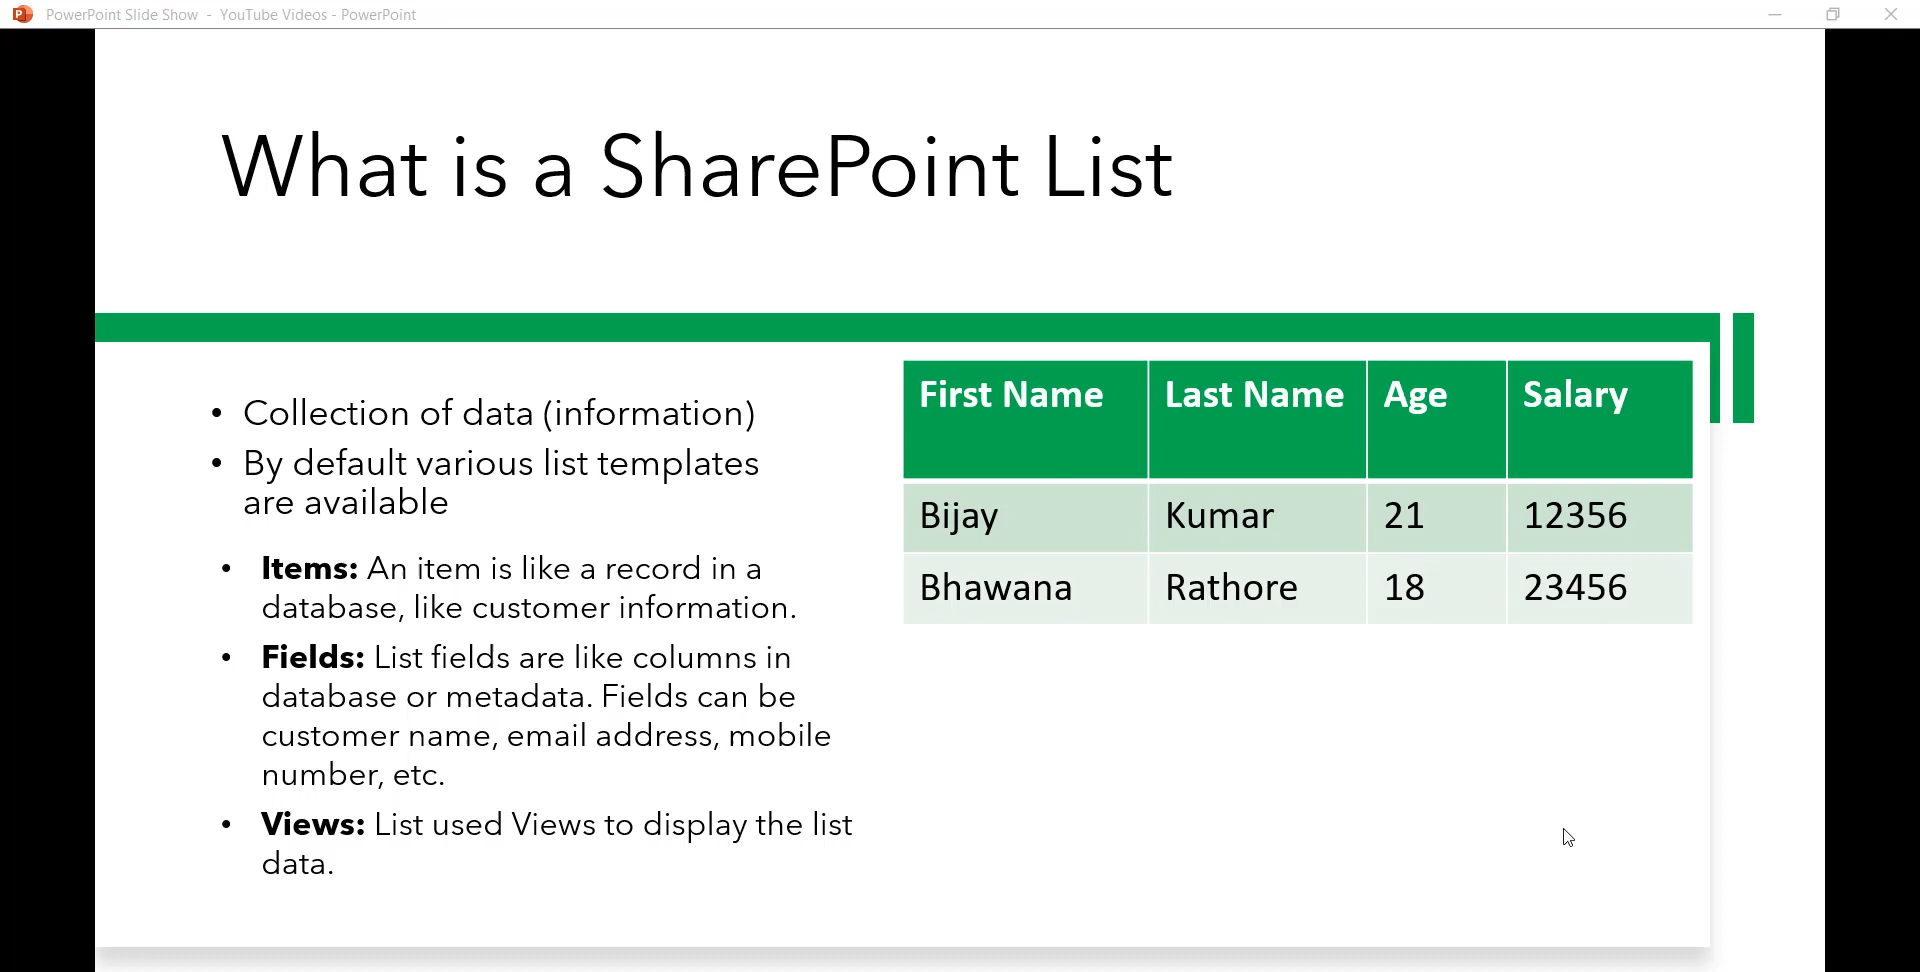 PowerPoint Slide Show - YouTube Videos - PowerPoint
What is a SharePoint List
• Collection of data (information)
• By default various list templates
are available
• Items: An item is like a record in a
database, like customer information.
• Fields: List fields are like columns in
database or metadata. Fields can be
customer name, email address, mobile
number, etc.
• Views: List used Views to display the list
data.
First Name Last Name Age Salary
Bijay Kumar 21 12356
Bhawana Rathore 18 23456